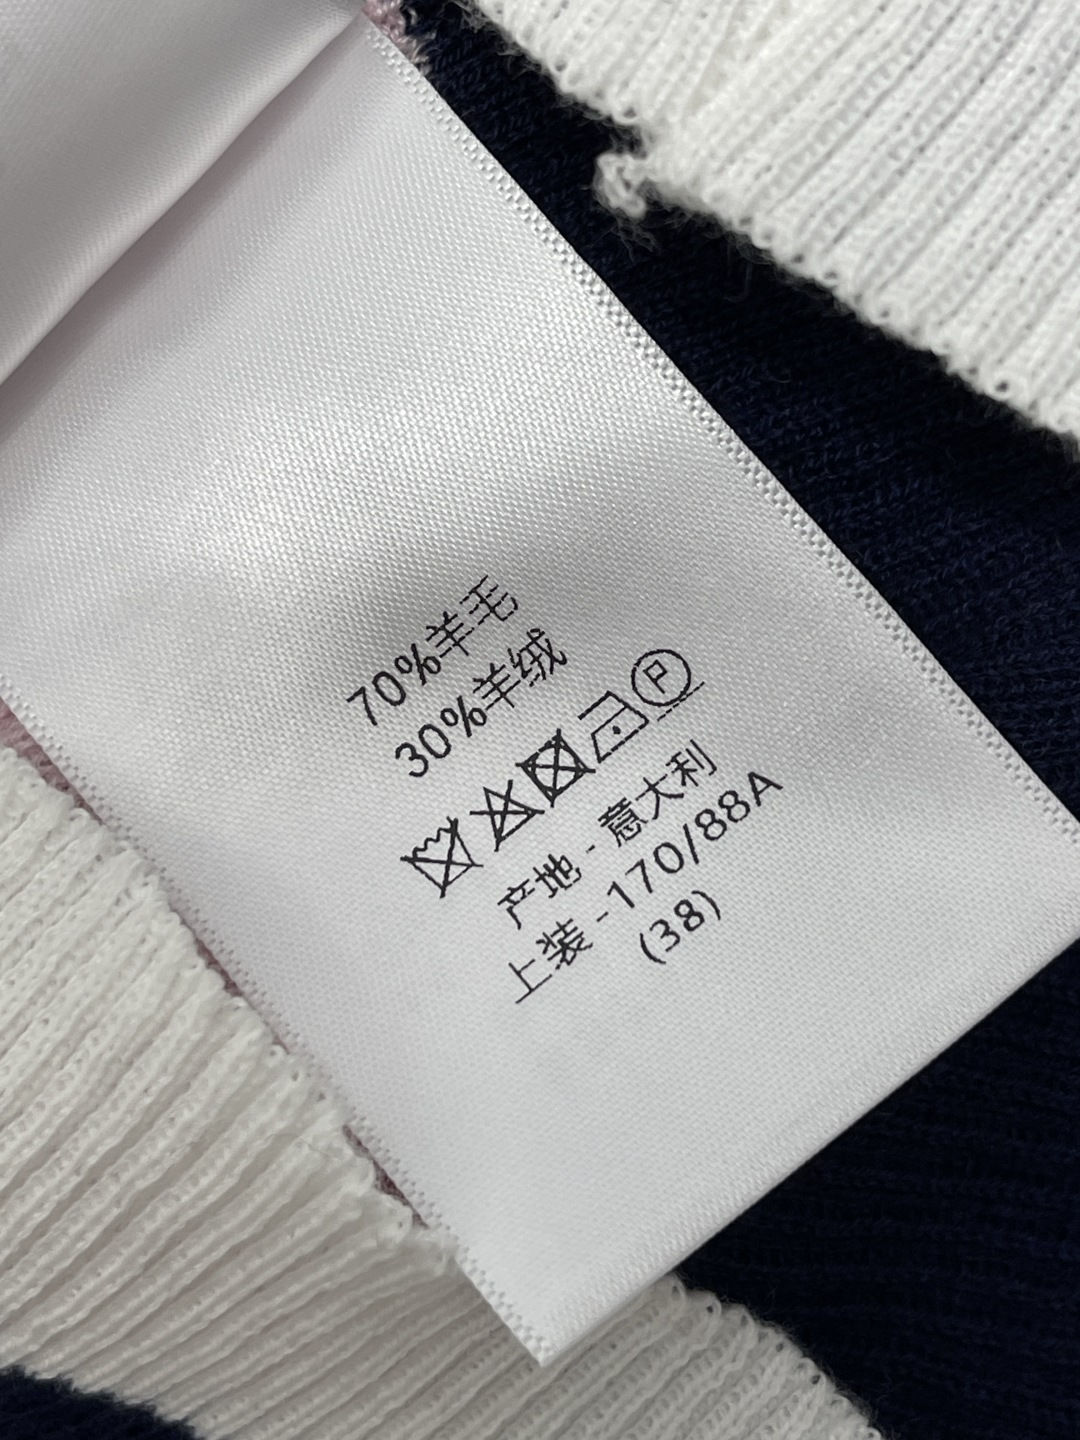 70%羊毛
30%羊绒
P
产地 - 意大利
上装 -170/88A
(38)